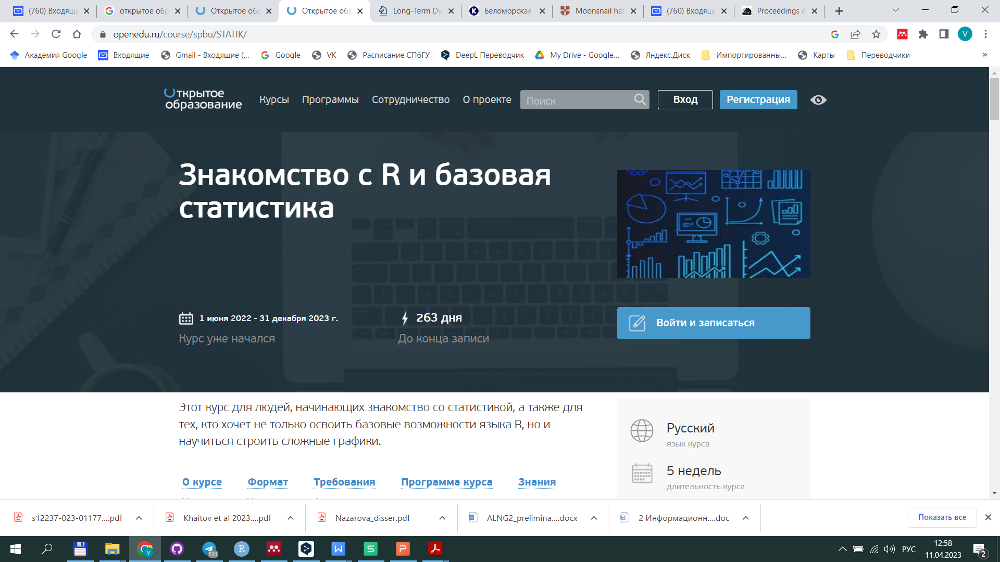 (760) Входящи
открытое обр
Открытое обр
Открытое обр
Long-Term Dy
Беломорская
Moonsnail hat
(760) Входящи
Proceedings o
openedu.ru/course/spbu/STATIK/
V
Академия Google
Входящие
Gmail - Входящие (...
Google
VK
Расписание СПбГУ
DeepL Переводчик
My Drive - Google...
Яндекс.Диск
Импортированны...
Карты
Переводчики
»
Открытое
образование
Курсы
Программы
Сотрудничество
О проекте
Поиск
Вход
Регистрация
Знакомство с R и базовая
статистика
1 июня 2022 - 31 декабря 2023 г.
Курс уже начался
263 дня
До конца записи
Войти и записаться
Этот курс для людей, начинающих знакомство со статистикой, а также для
тех, кто хочет не только освоить базовые возможности языка R, но и
научиться строить сложные графики.
Русский
язык курса
5 недель
длительность курса
О курсе
Формат
Требования
Программа курса
Знания
s12237-023-01177....pdf
Khaitov et al 2023....pdf
Nazarova_disser.pdf
ALNG2_prelimina....docx
2 Информационн....doc
Показать все
531
РУС
12:58
11.04.2023
2